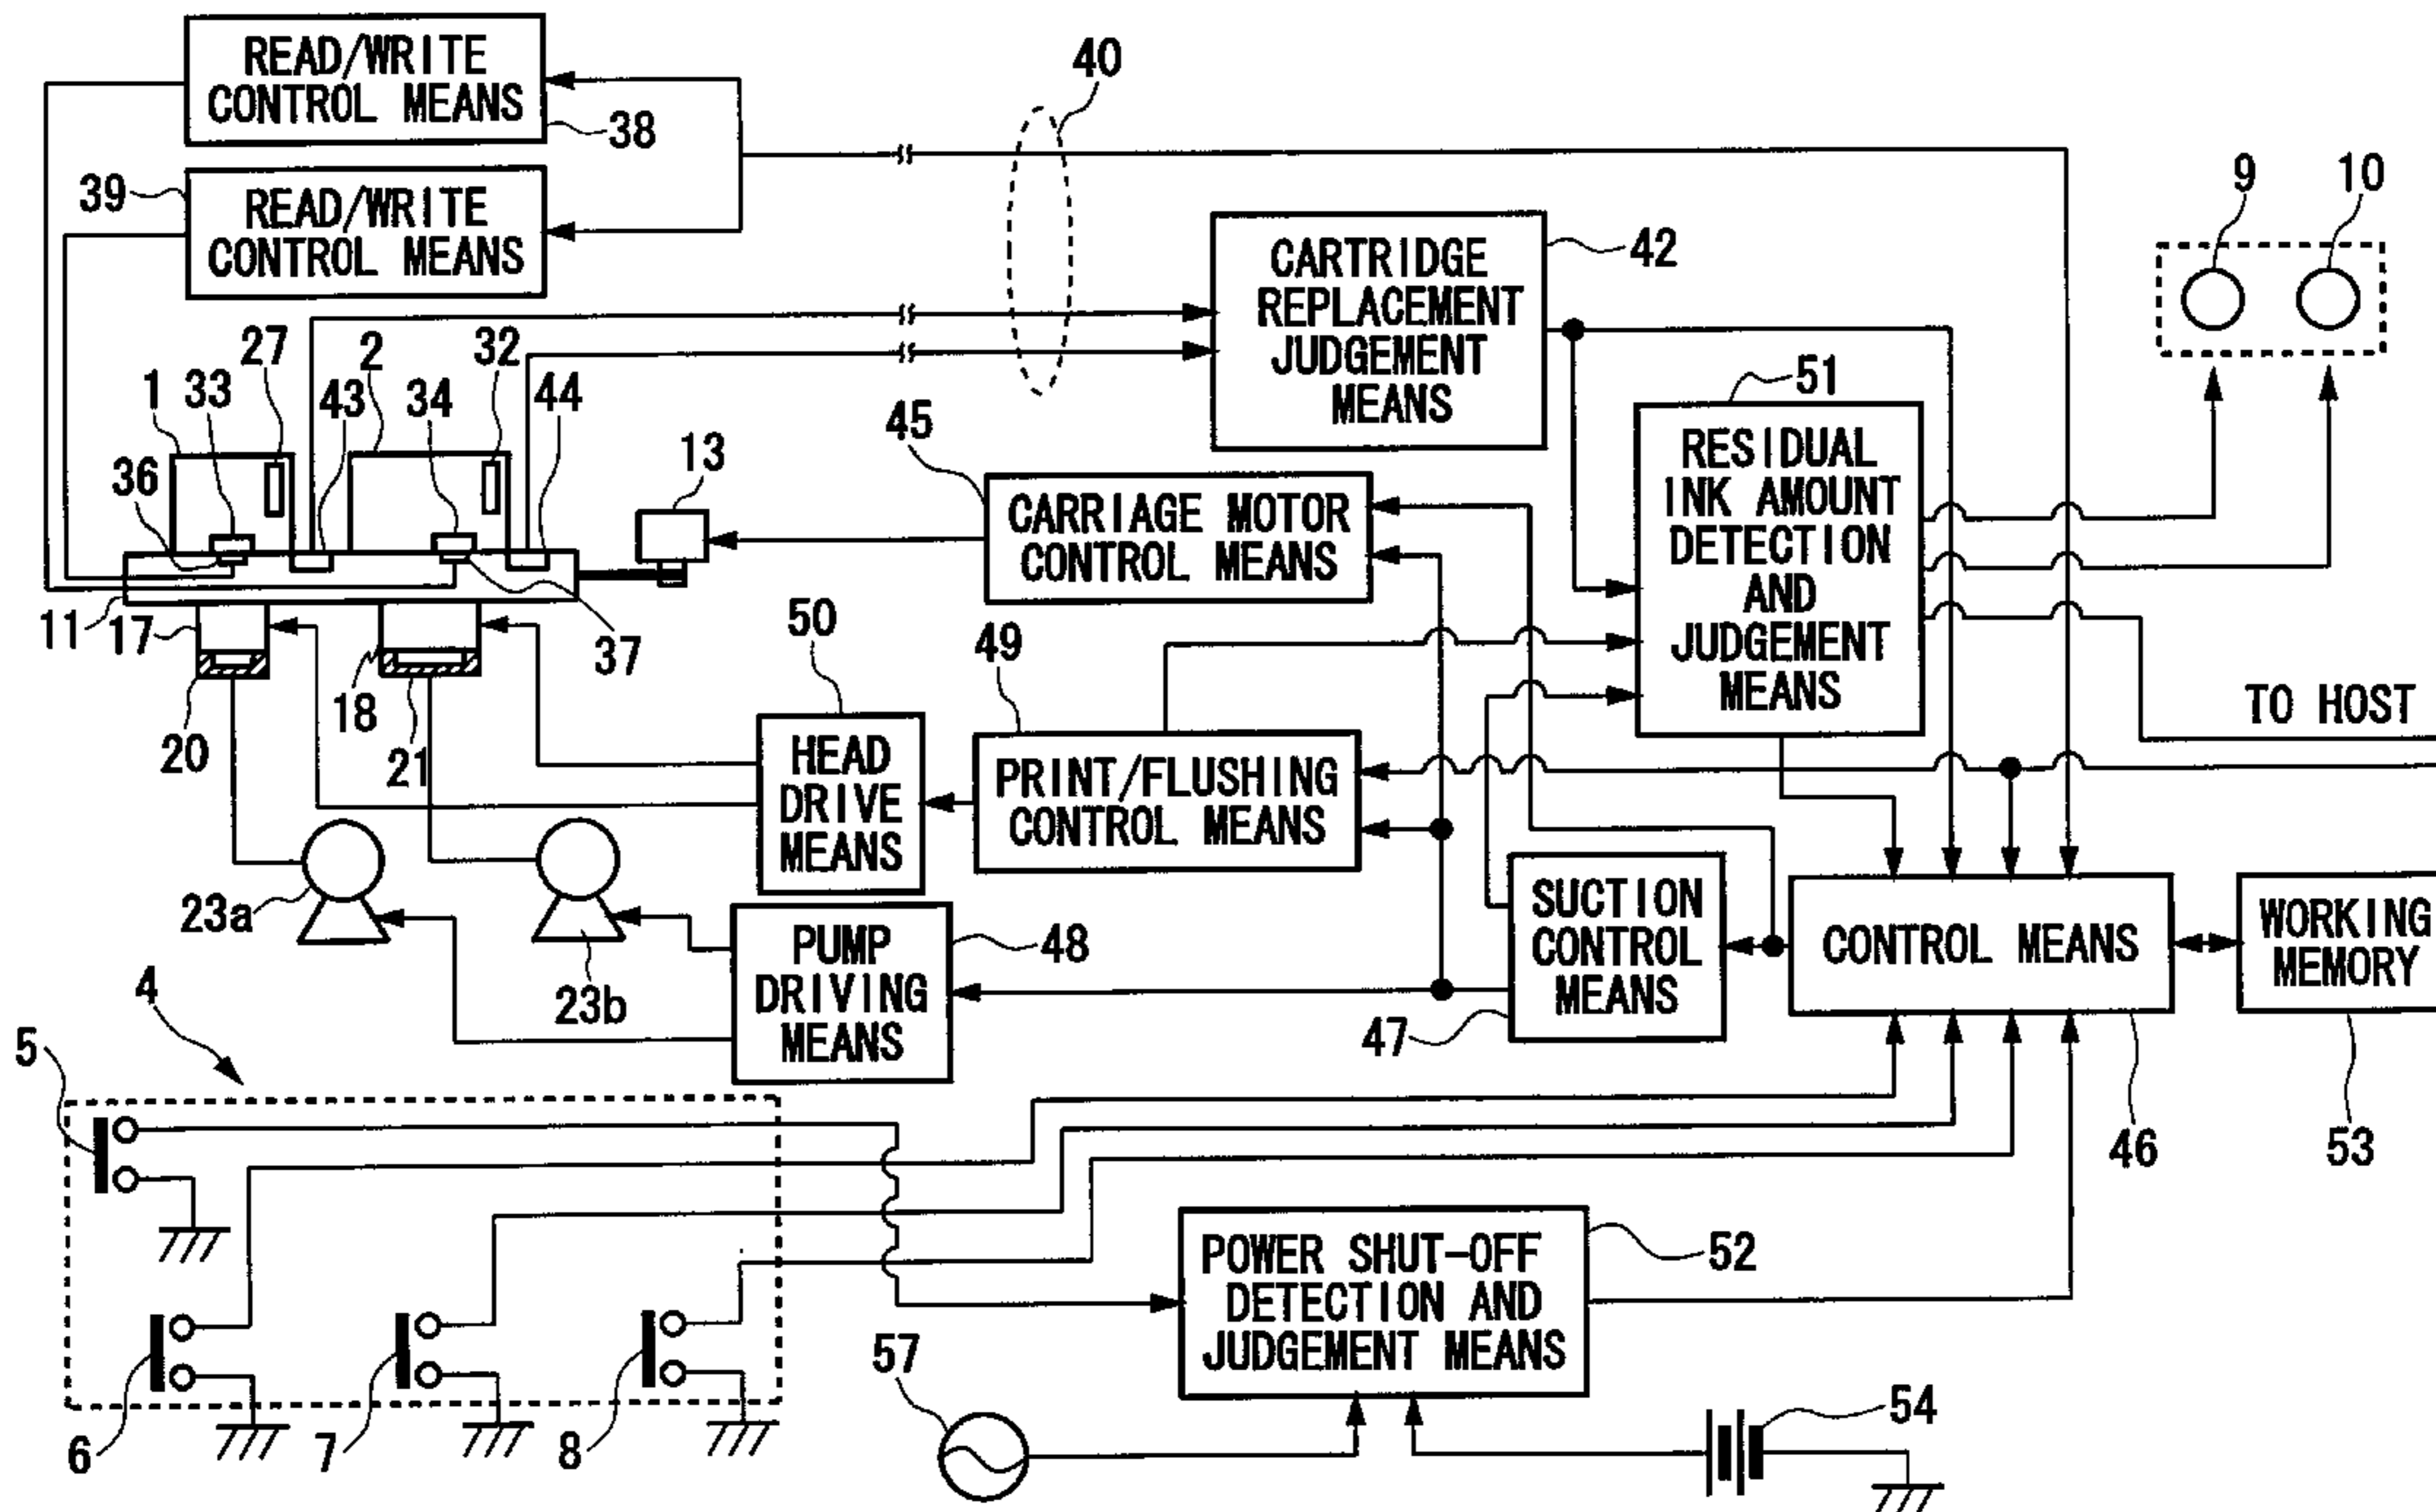 READ/WRITE
CONTROL MEANS
38
40
39
READ/WRITE
CONTROL MEANS
9
10
CARTRIDGE
REPLACEMENT
JUDGEMENT
MEANS
42
27
2
32
1
33
43
34
44
36
13
45
CARRIAGE MOTOR
CONTROL MEANS
51
RESIDUAL
INK AMOUNT
DETECTION
AND
JUDGEMENT
MEANS
11
17
18
37
20
21
50
HEAD
DRIVE
MEANS
49
PRINT/FLUSHING
CONTROL MEANS
TO HOST
23a
23b
PUMP
DRIVING
MEANS
48
SUCTION
CONTROL
MEANS
47
CONTROL MEANS
46
WORKING
MEMORY
53
4
5
6
7
8
POWER SHUT-OFF
DETECTION AND
JUDGEMENT MEANS
52
57
54